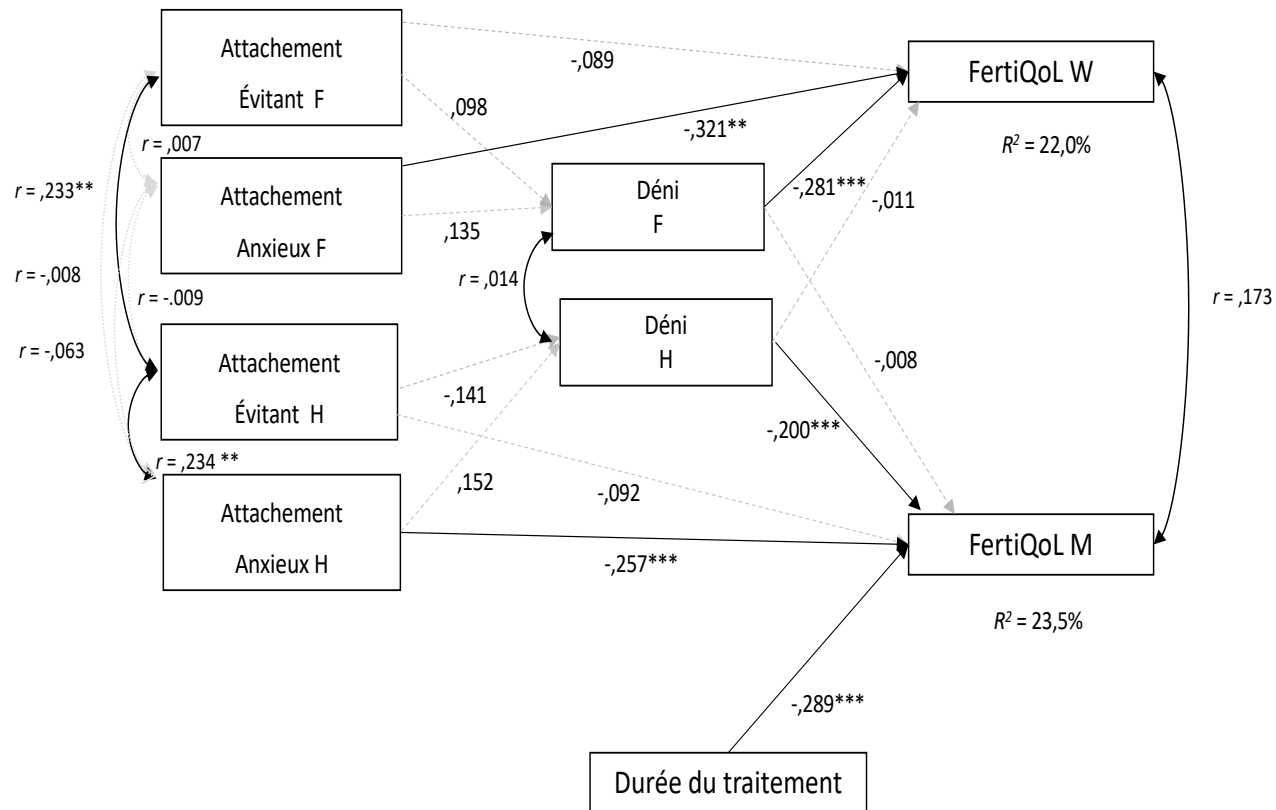 Attachement
Évitant F
-,089
FertiQoL W
,098
-,321**
R² = 22,0%
r = ,007
r = ,233**
Attachement
Anxieux F
,135
Déni
F
-,281***
-,011
r = -,008
r = -.009
r = ,014
r = ,173
r = -,063
Attachement
Évitant H
Déni
H
-,008
-,141
-,200***
r = ,234 **
,152
-,092
Attachement
Anxieux H
-,257***
FertiQoL M
R² = 23,5%
-,289***
Durée du traitement